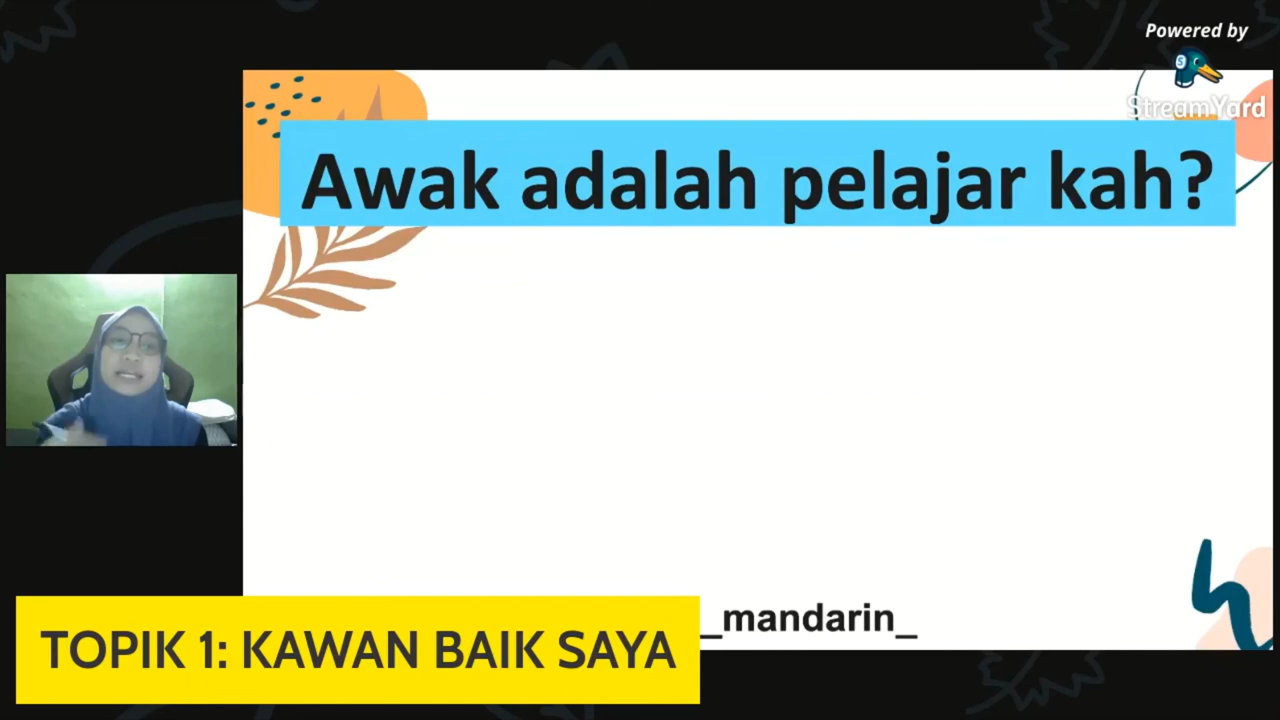 Powered by
StreamYard
Awak adalah pelajar kah?
_mandarin_
TOPIK 1: KAWAN BAIK SAYA